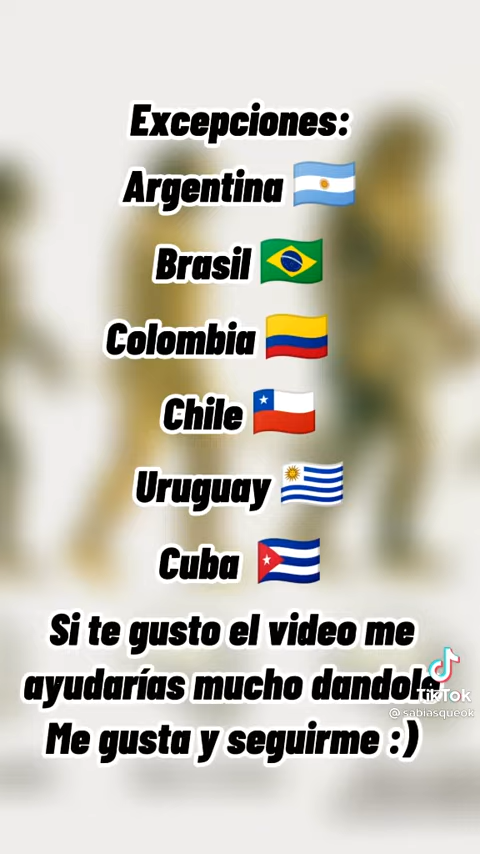 Excepciones:
Argentina
Brasil
Colombia
Chile
Uruguay
Cuba
Si te gusto el video me
ayudarías mucho dandole
Me gusta y seguirme :)
TikTok
@sabiasqueok